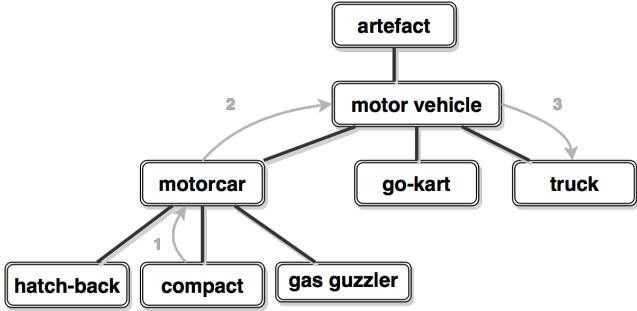 artefact
2
motor vehicle
3
motorcar
go-kart
truck
1
hatch-back
compact
gas guzzler